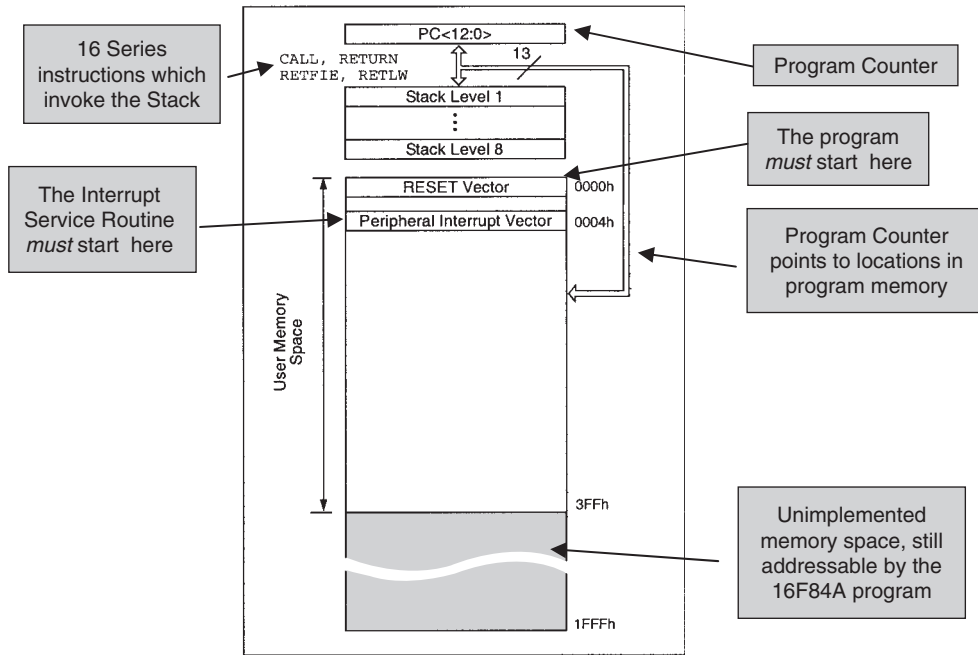 16 Series
instructions which
invoke the Stack
CALL, RETURN
RETFIE, RETLW
PC<12:0>
13
Program Counter
Stack Level 1
Stack Level 8
The program
must start here
The Interrupt
Service Routine
must start here
RESET Vector
0000h
Peripheral Interrupt Vector
0004h
Program Counter
points to locations in
program memory
User Memory
Space
3FFh
Unimplemented
memory space, still
addressable by the
16F84A program
1FFFh